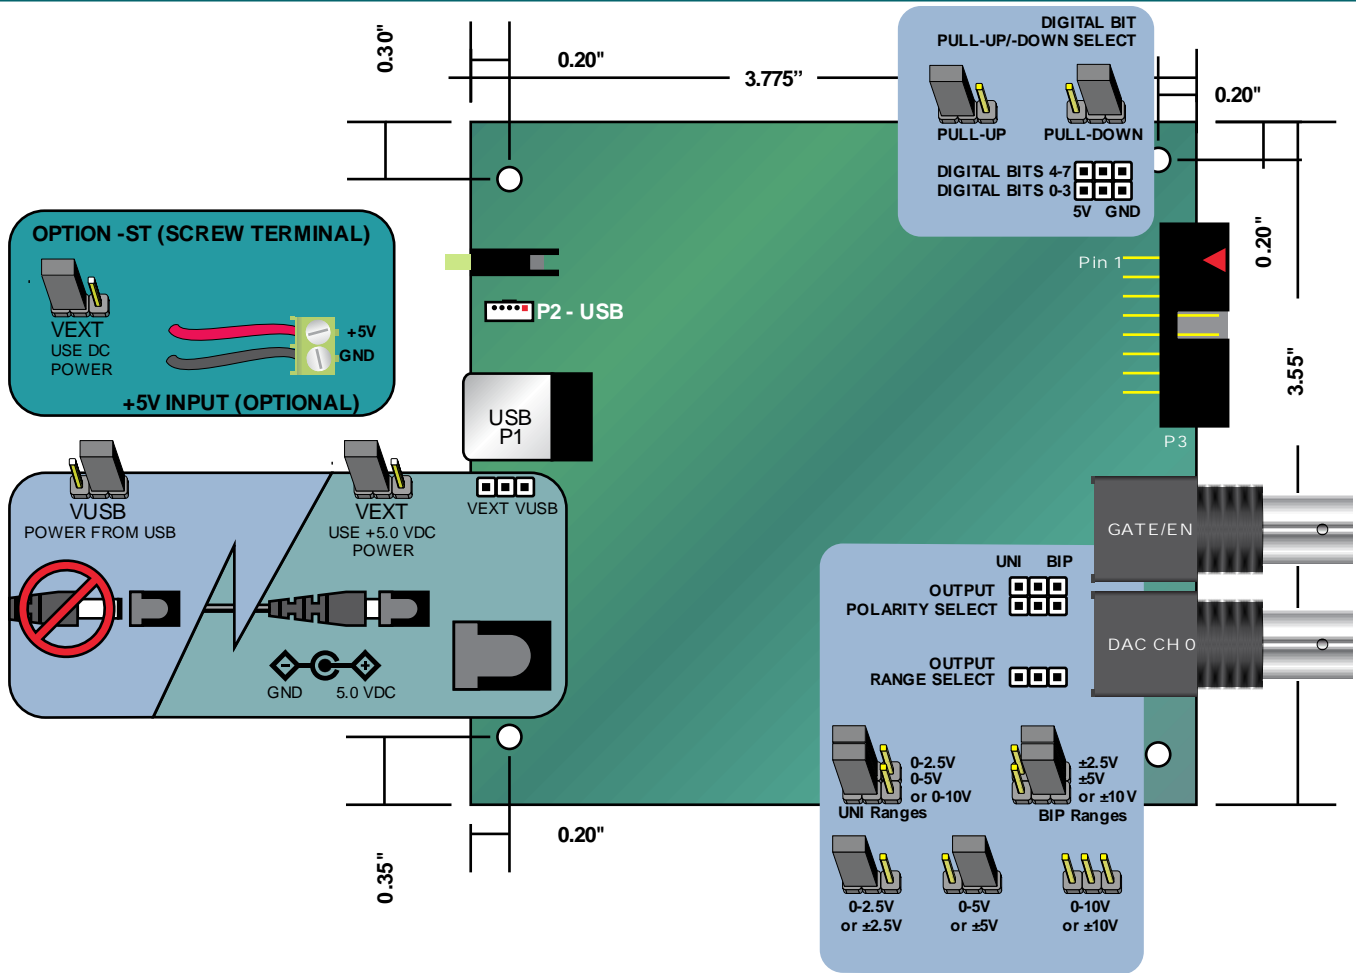 DIGITAL BIT
PULL-UP/-DOWN SELECT
0.30"
0.20"
3.775”
0.20"
PULL-UP
PULL-DOWN
DIGITAL BITS 4-7
DIGITAL BITS 0-3
5V GND
0.20"
3.55"
OPTION -ST (SCREW TERMINAL)
VEXT
USE DC
POWER
+5V
GND
+5V INPUT (OPTIONAL)
Pin 1
P2 - USB
USB
P1
P3
VUSB
POWER FROM USB
VEXT
USE +5.0 VDC
POWER
VEXT VUSB
GND
5.0 VDC
GATE/EN
UNI BIP
OUTPUT
POLARITY SELECT
DAC CH 0
OUTPUT
RANGE SELECT
0-2.5V
0-5V
or 0-10V
UNI Ranges
±2.5V
±5V
or ±10V
BIP Ranges
0.35"
0.20"
0-2.5V
or ±2.5V
0-5V
or ±5V
0-10V
or ±10V